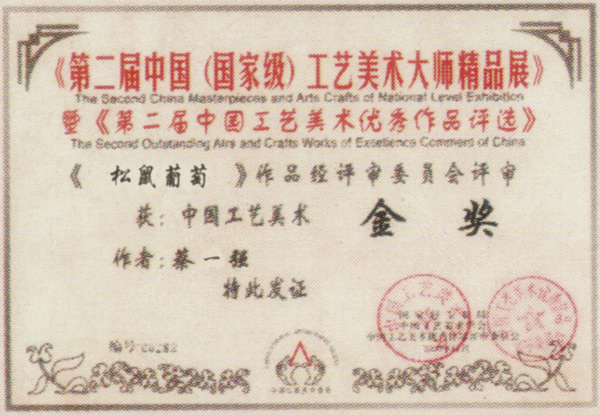 《第二届中国（国家级）工艺美术大师精品展》
The Second China Masterpieces and Arts Crafts of National Level Exhibition
暨《第二届中国工艺美术优秀作品评选》
The Second Outstanding Atrs and Crafts Works of Excellence Comment of China
《 松鼠葡萄 》作品经评审委员会评审
获：中国工艺美术 金奖
作者：蔡一强
特此发证
编号